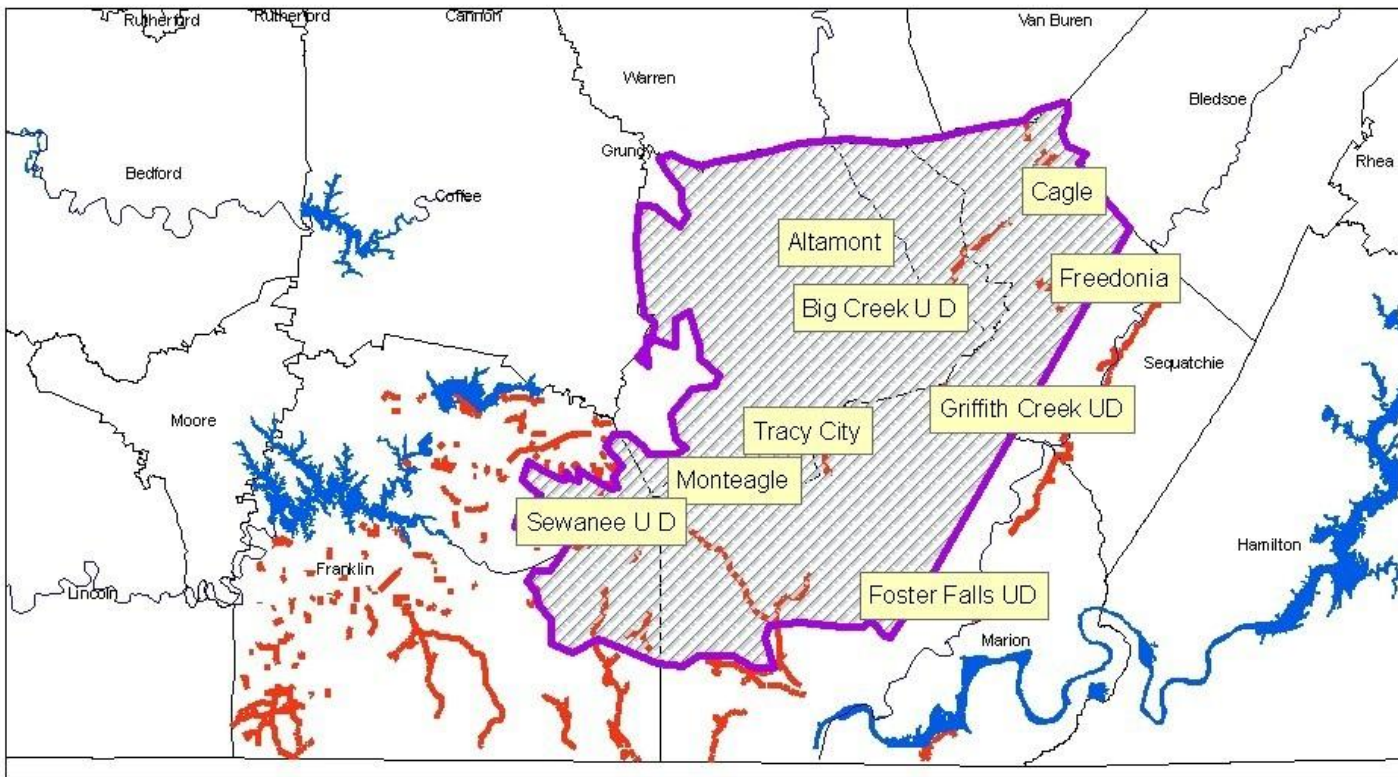 Rutherford
Rutherford
Cannon
Van Buren
Warren
Bledsoe
Grundy
Rhea
Bedford
Cagle
Coffee
Altamont
Freedonia
Big Creek U D
Sequatchie
Griffith Creek UD
Moore
Tracy City
Monteagle
Sewanee U D
Hamilton
Franklin
Lincoln
Foster Falls UD
Marion